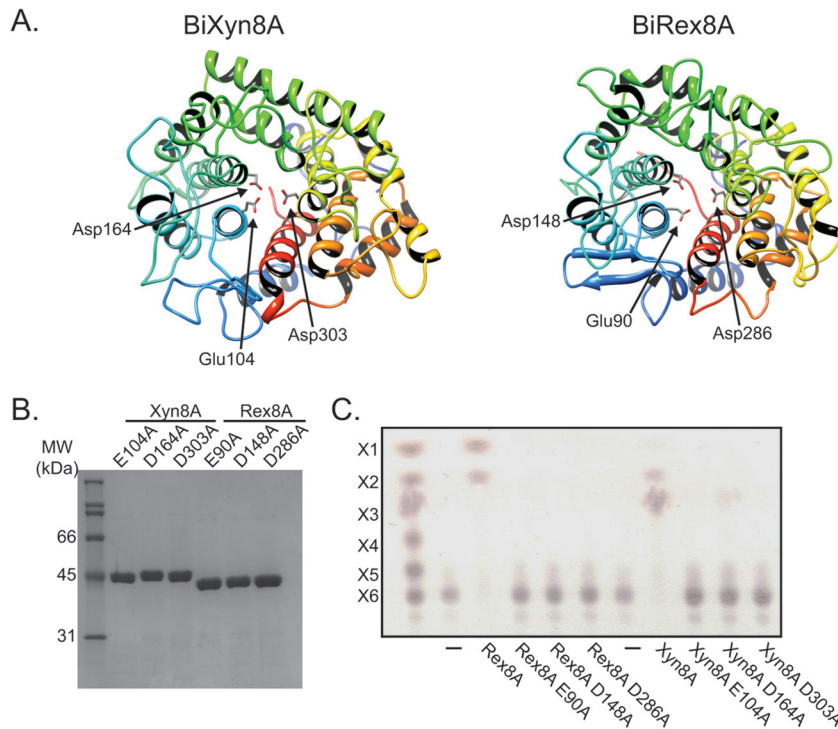 A.
BiXyn8A
BiRex8A
Asp164
Glu104
Asp303
Asp148
Glu90
Asp286
B.
Xyn8A Rex8A
MW
(kDa)
E104A D164A D303A E90A D148A D286A
66
45
31
C.
X1
X2
X3
X4
X5
X6
– Rex8A Rex8A E90A Rex8A D148A Rex8A D286A – Xyn8A Xyn8A E104A Xyn8A D164A Xyn8A D303A